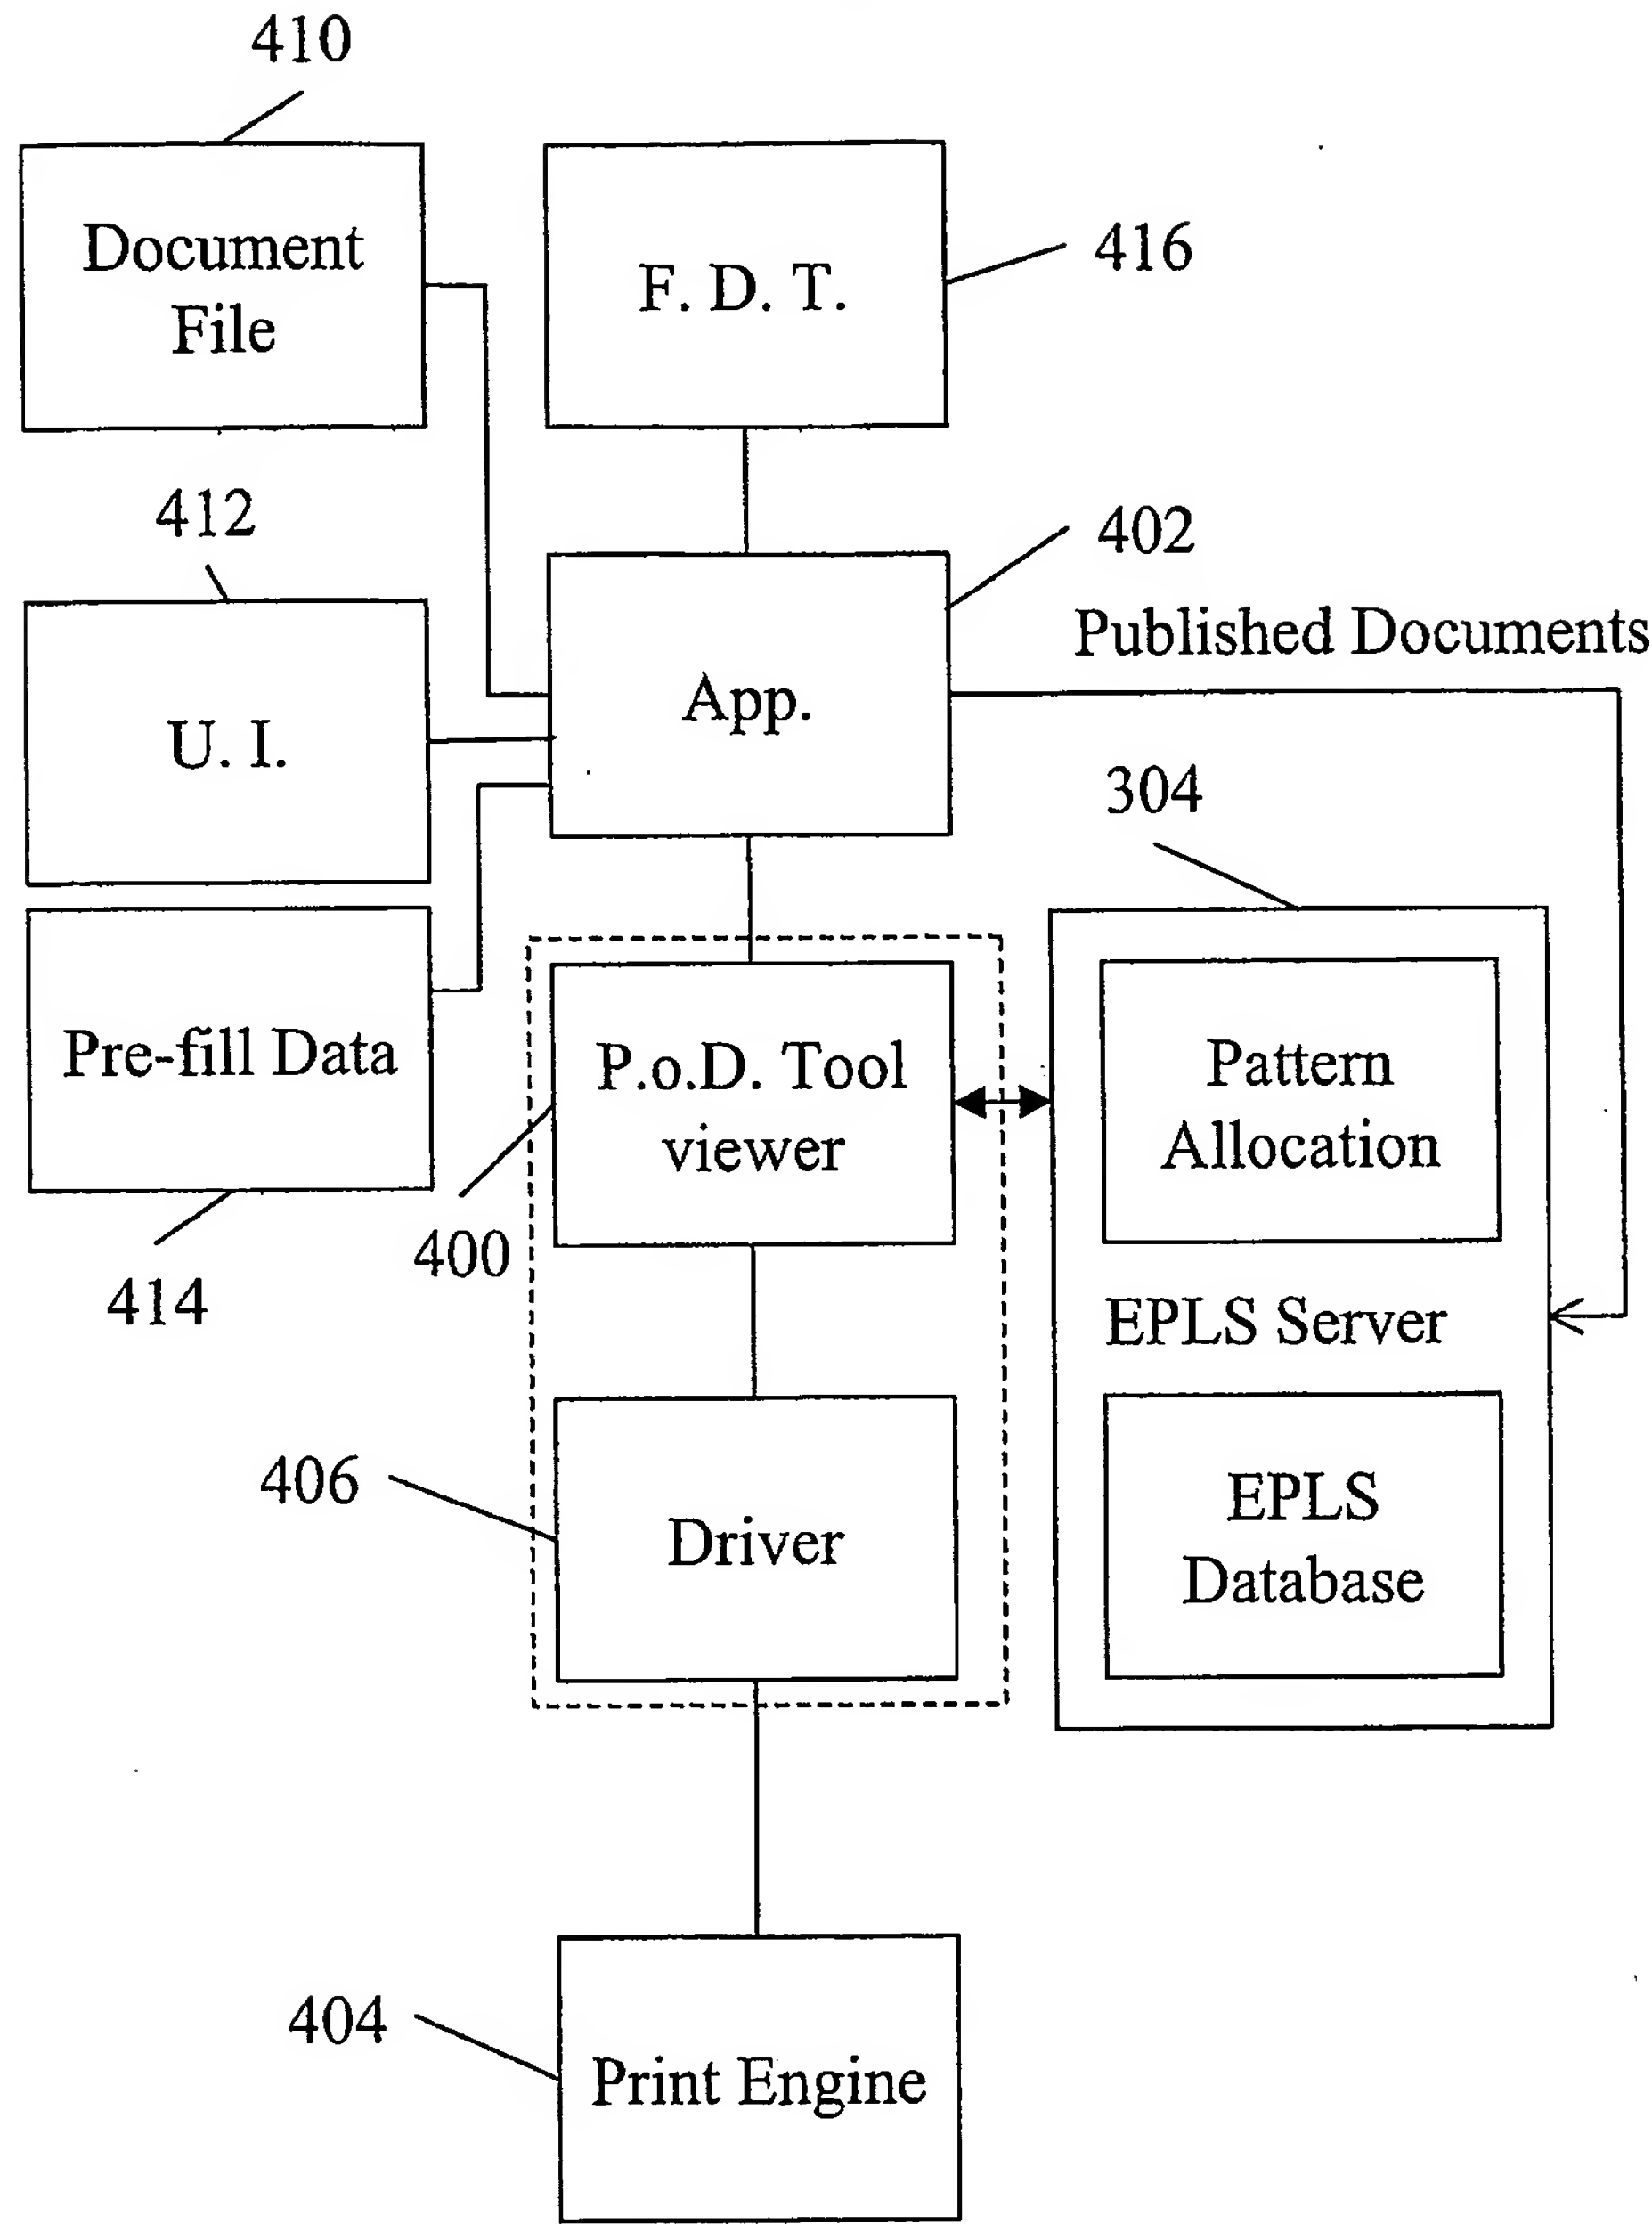 410
Document
File
F. D. T.
416
412
402
Published Documents
U. I.
App.
304
Pre-fill Data
414
P.o.D. Tool
viewer
400
Pattern
Allocation
EPLS Server
EPLS
Database
406
Driver
404
Print Engine